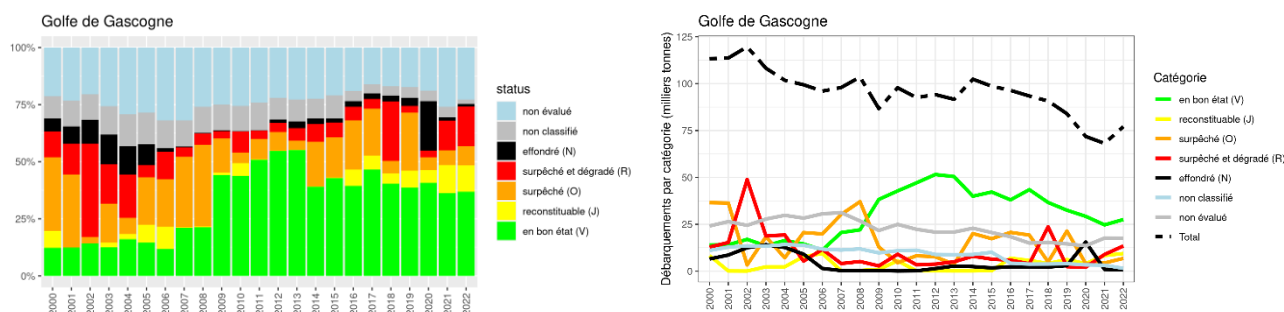 Golfe de Gascogne
100%
75%
50%
25%
0%
2000
2001
2002
2003
2004
2005
2006
2007
2008
2009
2010
2011
2012
2013
2014
2015
2016
2017
2018
2019
2020
2021
2022
status
non évalué
non classifié
effondré (N)
surpêché et dégradé (R)
surpêché (O)
reconstituable (J)
en bon état (V)
Golfe de Gascogne
Débarquements par catégorie (milliers tonnes)
125
100
75
50
25
0
2000
2001
2002
2003
2004
2005
2006
2007
2008
2009
2010
2011
2012
2013
2014
2015
2016
2017
2018
2019
2020
2021
2022
Catégorie
en bon état (V)
reconstituable (J)
surpêché (O)
surpêché et dégradé (R)
effondré (N)
non classifié
non évalué
Total